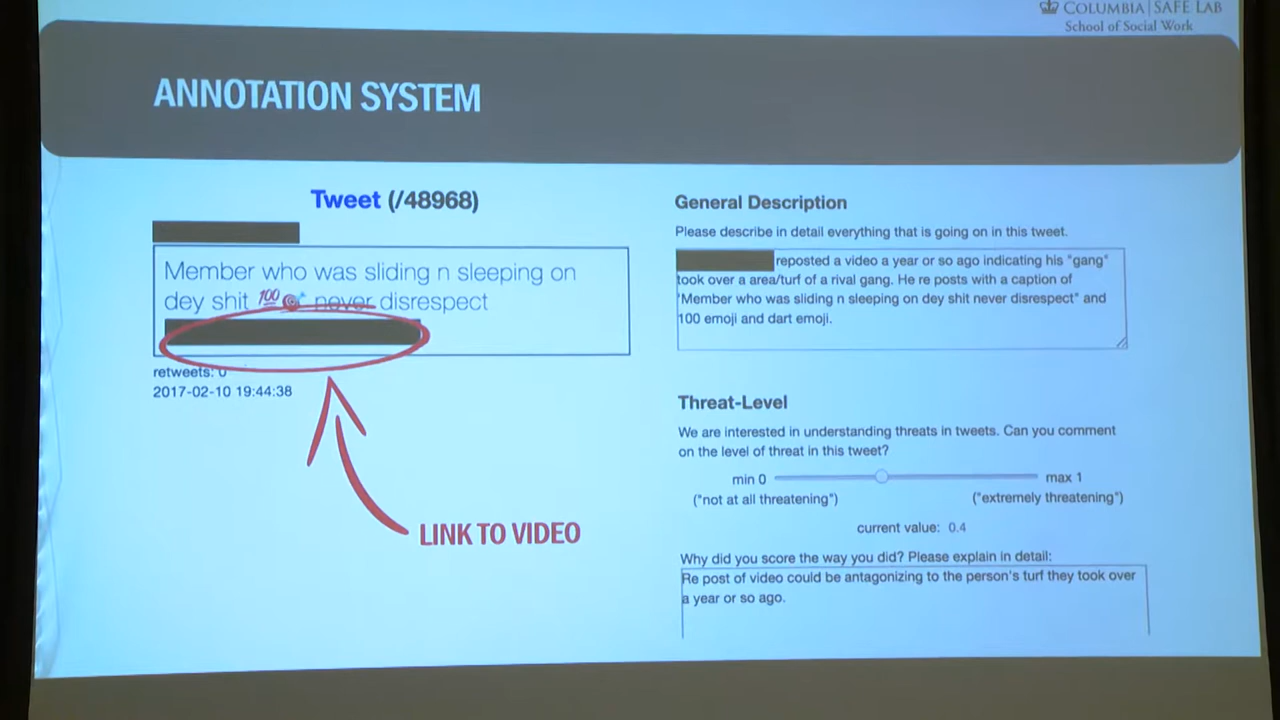 COLUMBIA | SAFE LAB
School of Social Work
ANNOTATION SYSTEM
Tweet (/48968)
Member who was sliding n sleeping on
dey shit 💯🎯 never disrespect
retweets: 0
2017-02-10 19:44:38
LINK TO VIDEO
General Description
Please describe in detail everything that is going on in this tweet.
reposted a video a year or so ago indicating his "gang"
took over a area/turf of a rival gang. He re posts with a caption of
"Member who was sliding n sleeping on dey shit never disrespect" and
100 emoji and dart emoji.
Threat-Level
We are interested in understanding threats in tweets. Can you comment
on the level of threat in this tweet?
min 0
max 1
("not at all threatening")
("extremely threatening")
current value: 0.4
Why did you score the way you did? Please explain in detail:
Re post of video could be antagonizing to the person's turf they took over
a year or so ago.